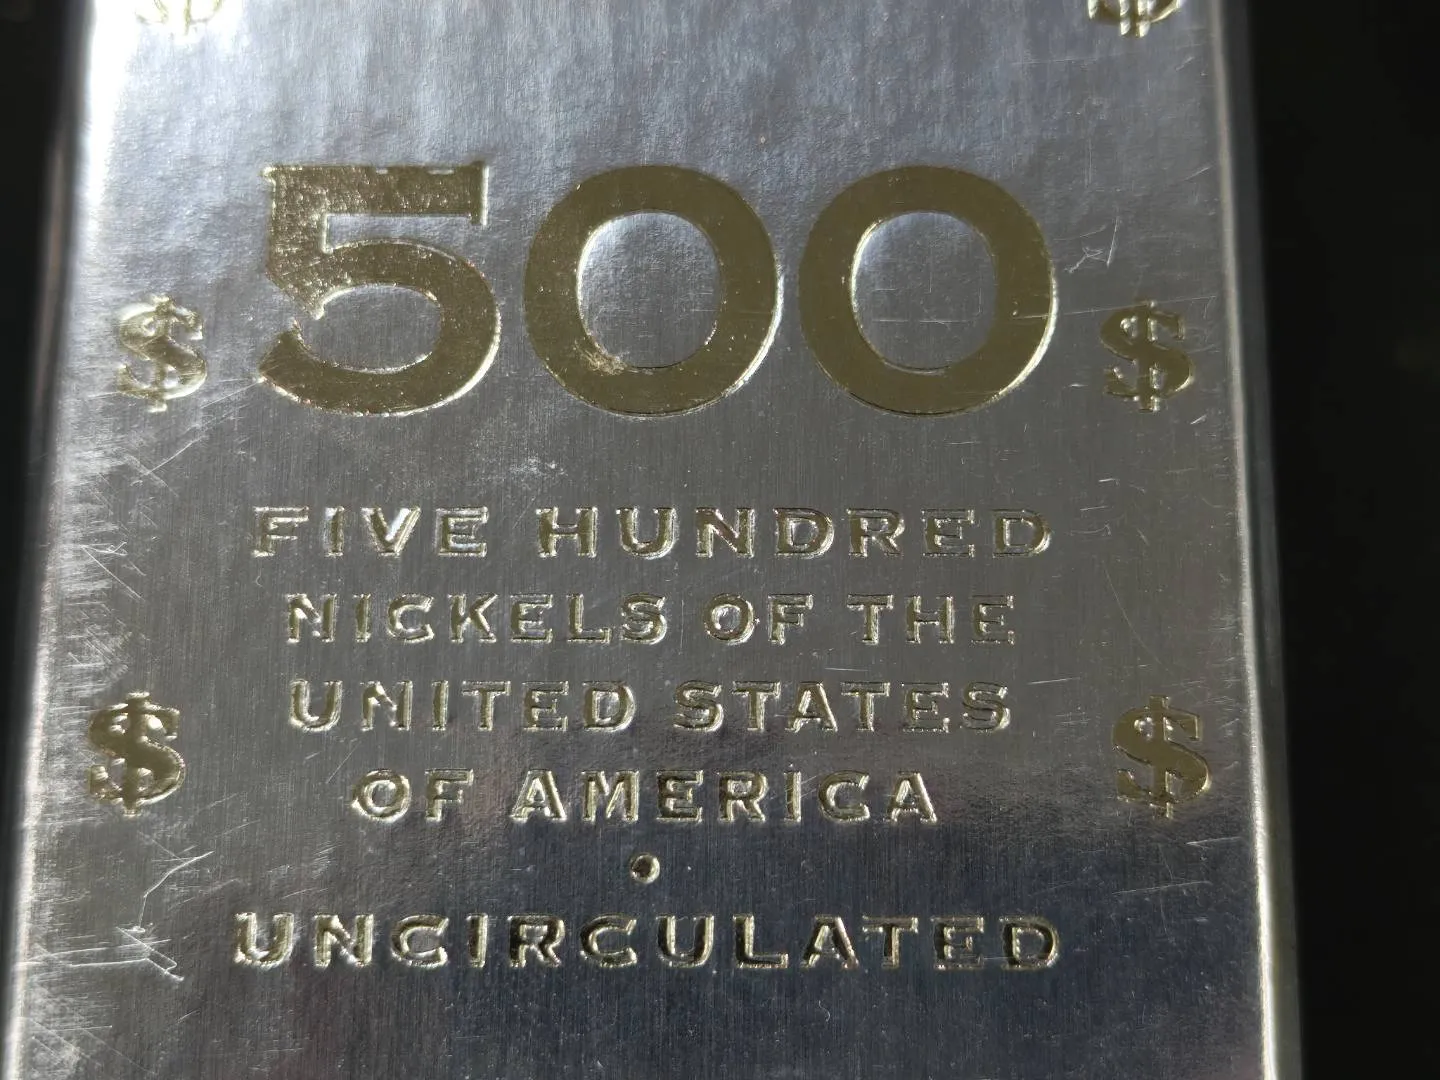 $ $
500
$ $
FIVE HUNDRED
NICKELS OF THE
UNITED STATES
$ $
OF AMERICA
•
UNCIRCULATED